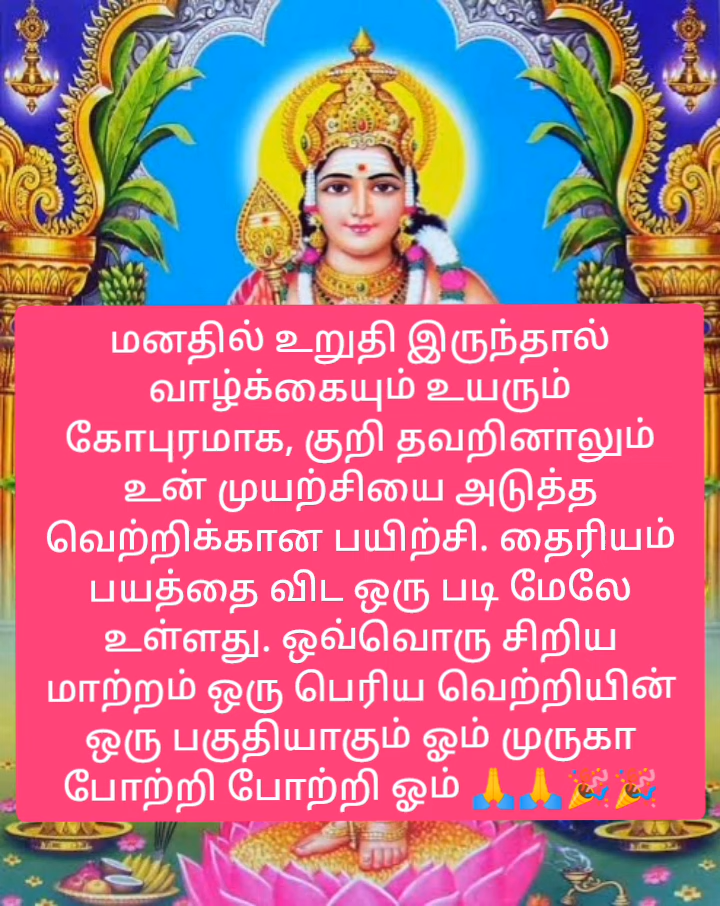 மனதில் உறுதி இருந்தால்
வாழ்க்கையும் உயரும்
கோபுரமாக, குறி தவறினாலும்
உன் முயற்சியை அடுத்த
வெற்றிக்கான பயிற்சி. தைரியம்
பயத்தை விட ஒரு படி மேலே
உள்ளது. ஒவ்வொரு சிறிய
மாற்றம் ஒரு பெரிய வெற்றியின்
ஒரு பகுதியாகும் ஓம் முருகா
போற்றி போற்றி ஓம் 🙏🙏🎉🎉